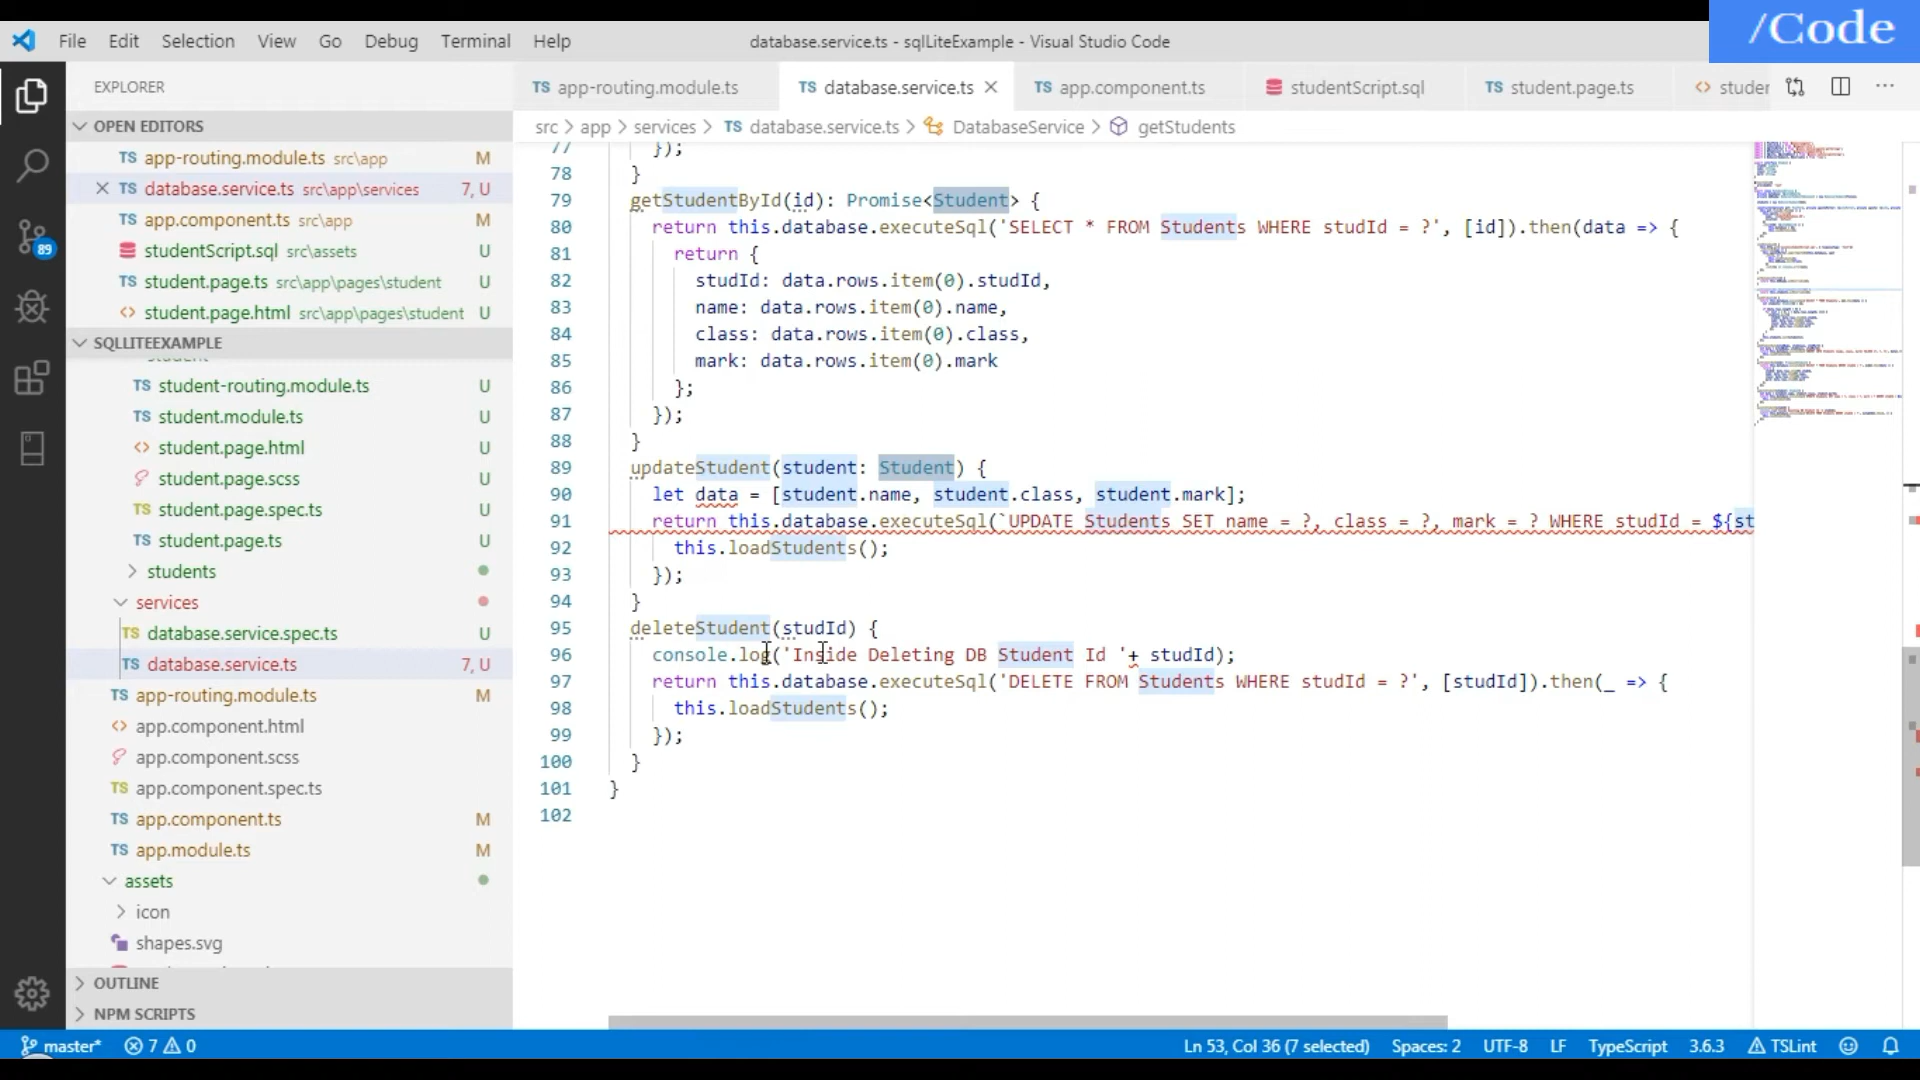 /Code
File Edit Selection View Go Debug Terminal Help
database.service.ts - sqlLiteExample - Visual Studio Code
EXPLORER
TS app-routing.module.ts
TS database.service.ts
TS app.component.ts
studentScript.sql
TS student.page.ts
<> studer
src > app > services > TS database.service.ts > DatabaseService > getStudents
OPEN EDITORS
TS app-routing.module.ts src\app M
TS database.service.ts src\app\services 7, U
TS app.component.ts src\app M
studentScript.sql src\assets U
TS student.page.ts src\app\pages\student U
<> student.page.html src\app\pages\student U
SQLLITEEXAMPLE
student
TS student-routing.module.ts U
TS student.module.ts U
<> student.page.html U
student.page.scss U
TS student.page.spec.ts U
TS student.page.ts U
students
services
TS database.service.spec.ts U
TS database.service.ts 7, U
TS app-routing.module.ts M
<> app.component.html
app.component.scss
TS app.component.spec.ts
TS app.component.ts M
TS app.module.ts M
assets
icon
shapes.svg
OUTLINE
NPM SCRIPTS
89
77 });
78 }
79 getStudentById(id): Promise<Student> {
80 return this.database.executeSql('SELECT * FROM Students WHERE studId = ?', [id]).then(data => {
81 return {
82 studId: data.rows.item(0).studId,
83 name: data.rows.item(0).name,
84 class: data.rows.item(0).class,
85 mark: data.rows.item(0).mark
86 };
87 });
88 }
89 updateStudent(student: Student) {
90 let data = [student.name, student.class, student.mark];
91 return this.database.executeSql(`UPDATE Students SET name = ?, class = ?, mark = ? WHERE studId = ${st
92 this.loadStudents();
93 });
94 }
95 deleteStudent(studId) {
96 console.log('Inside Deleting DB Student Id '+ studId);
97 return this.database.executeSql('DELETE FROM Students WHERE studId = ?', [studId]).then(_ => {
98 this.loadStudents();
99 });
100 }
101 }
102
master* 7 0 Ln 53, Col 36 (7 selected) Spaces: 2 UTF-8 LF TypeScript 3.6.3 TSLint